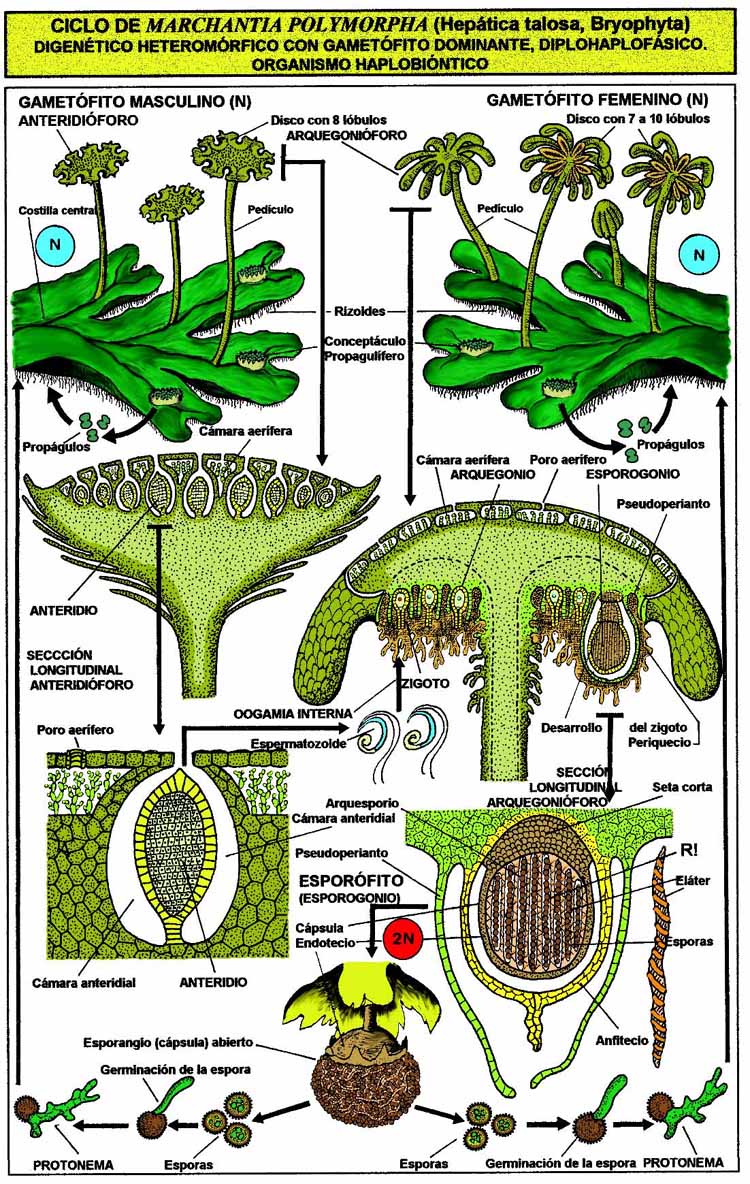 CICLO DE MARCHANTIA POLYMORPHA (Hepática talosa, Bryophyta)
DIGENÉTICO HETEROMÓRFICO CON GAMETÓFITO DOMINANTE, DIPLOHAPLOFÁSICO.
ORGANISMO HAPLOBIÓNTICO
GAMETÓFITO MASCULINO (N)
ANTERIDIÓFORO
Disco con 8 lóbulos
ARQUEGONIÓFORO
GAMETÓFITO FEMENINO (N)
Disco con 7 a 10 lóbulos
Costilla central
Pedículo
Pedículo
N
N
Rizoides
Conceptáculo
Propagulífero
Propágulos
Propágulos
Cámara aerífera
Cámara aerífera
ARQUEGONIO
Poro aerífero
ESPOROGONIO
Pseudoperianto
ANTERIDIO
SECCCIÓN
LONGITUDINAL
ANTERIDIÓFORO
ZIGOTO
OOGAMIA INTERNA
Espermatozoide
Desarrollo
del zigoto
Periquecio
Poro aerífero
SECCIÓN
LONGITUDINAL
ARQUEGONIÓFORO
Seta corta
Arquesporio
Cámara anteridial
Pseudoperianto
R!
Eláter
ESPORÓFITO
(ESPOROGONIO)
Cápsula
Endotecio
2N
Esporas
Cámara anteridial
ANTERIDIO
Anfitecio
Esporangio (cápsula) abierto
Germinación de la espora
PROTONEMA
Esporas
Esporas
Germinación de la espora
PROTONEMA